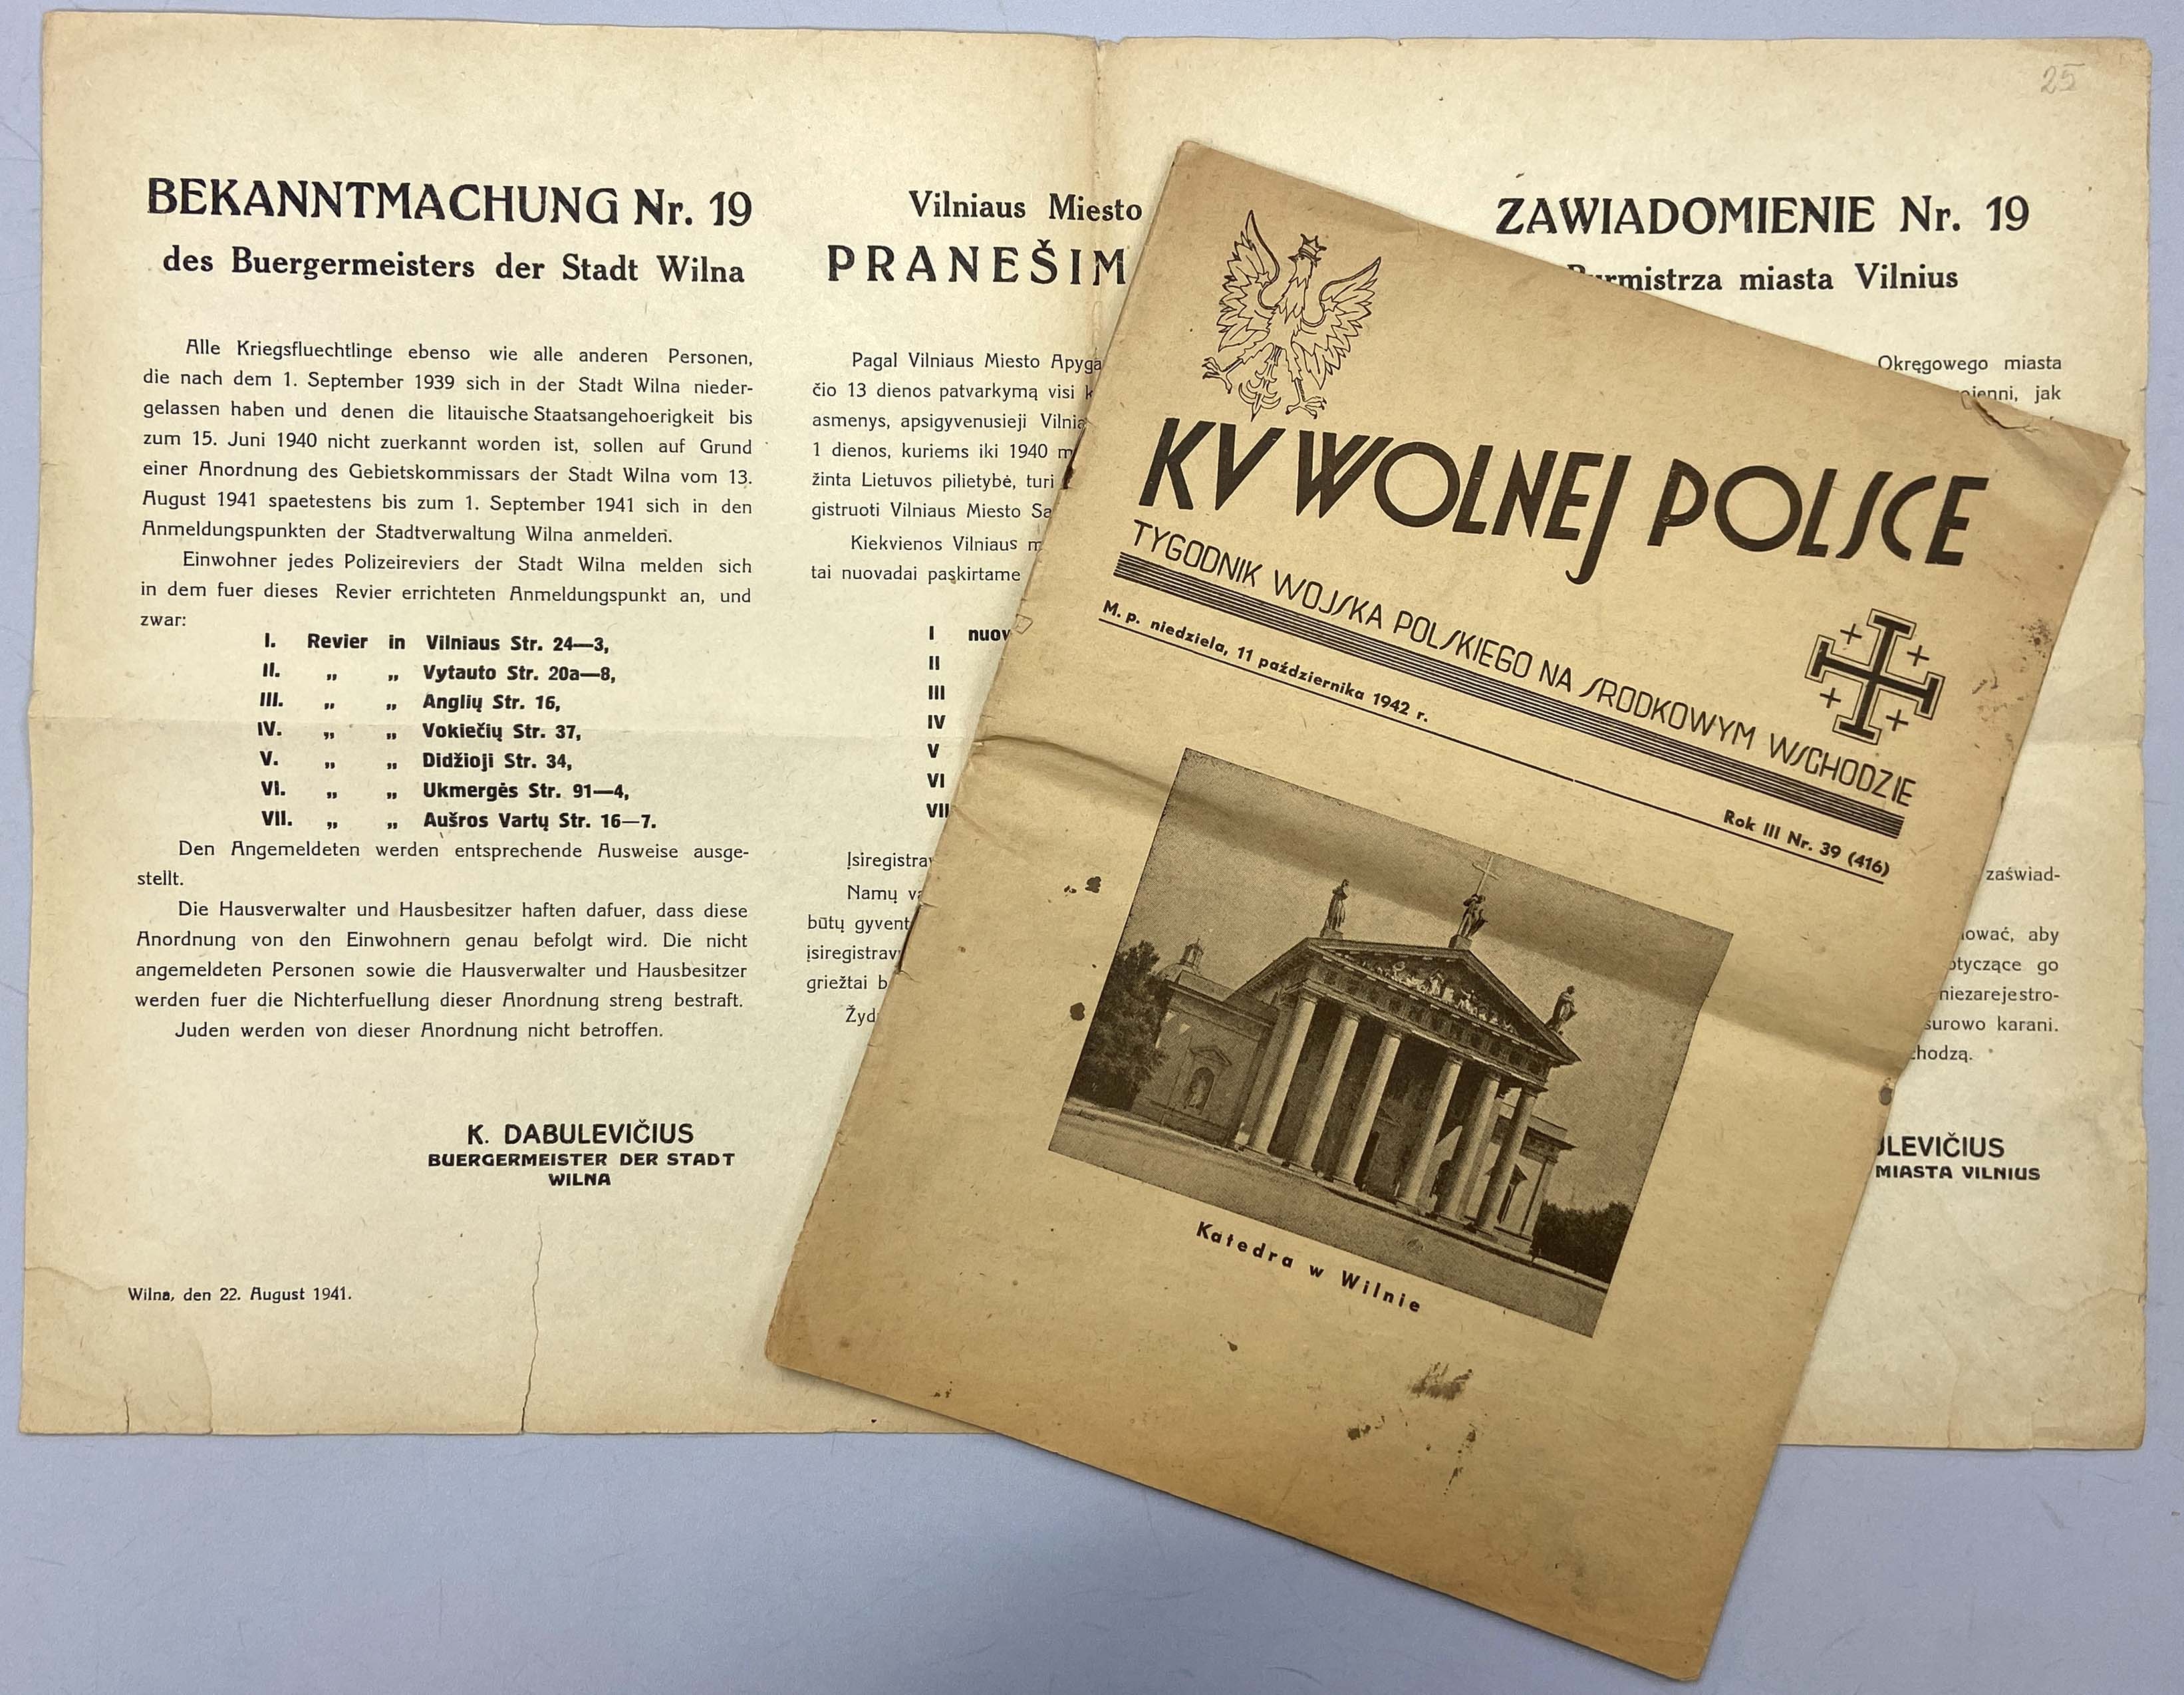 25
BEKANNTMACHUNG Nr. 19
des Buergermeisters der Stadt Wilna
Alle Kriegsfluechtlinge ebenso wie alle anderen Personen,
die nach dem 1. September 1939 sich in der Stadt Wilna nieder-
gelassen haben und denen die litauische Staatsangehoerigkeit bis
zum 15. Juni 1940 nicht zuerkannt worden ist, sollen auf Grund
einer Anordnung des Gebietskommissars der Stadt Wilna vom 13.
August 1941 spaetestens bis zum 1. September 1941 sich in den
Anmeldungspunkten der Stadtverwaltung Wilna anmelden.
Einwohner jedes Polizeireviers der Stadt Wilna melden sich
in dem fuer dieses Revier errichteten Anmeldungspunkt an, und
zwar:
I. Revier in Vilniaus Str. 24—3,
II. „ „ Vytauto Str. 20a—8,
III. „ „ Anglių Str. 16,
IV. „ „ Vokiečių Str. 37,
V. „ „ Didžioji Str. 34,
VI. „ „ Ukmergės Str. 91—4,
VII. „ „ Aušros Vartų Str. 16—7.
Den Angemeldeten werden entsprechende Ausweise ausge-
stellt.
Die Hausverwalter und Hausbesitzer haften dafuer, dass diese
Anordnung von den Einwohnern genau befolgt wird. Die nicht
angemeldeten Personen sowie die Hausverwalter und Hausbesitzer
werden fuer die Nichterfuellung dieser Anordnung streng bestraft.
Juden werden von dieser Anordnung nicht betroffen.
K. DABULEVIČIUS
BUERGERMEISTER DER STADT
WILNA
Wilna, den 22. August 1941.
Vilniaus Miesto
PRANEŠIM
Pagal Vilniaus Miesto Apyga
čio 13 dienos patvarkymą visi k
asmenys, apsigyvenusieji Vilnia
1 dienos, kuriems iki 1940 m
žinta Lietuvos pilietybė, turi
gistruoti Vilniaus Miesto Sa
Kiekvienos Vilniaus m
tai nuovadai paskirtame
I nuov
II
III
IV
V
VI
VII
Įsiregistrav
Namų va
būtų gyvent
įsiregistrav
griežtai b
Žyd
ZAWIADOMIENIE Nr. 19
Burmistrza miasta Vilnius
Okręgowego miasta
ojenni, jak
zaświad-
ować, aby
otyczące go
niezarejestro-
surowo karani.
chodzą.
ULEVIČIUS
MIASTA VILNIUS
KV WOLNEJ POLSCE
TYGODNIK WOJSKA POLSKIEGO NA SRODKOWYM WSCHODZIE
M. p. niedziela, 11 października 1942 r.
Rok III Nr. 39 (416)
Katedra w Wilnie